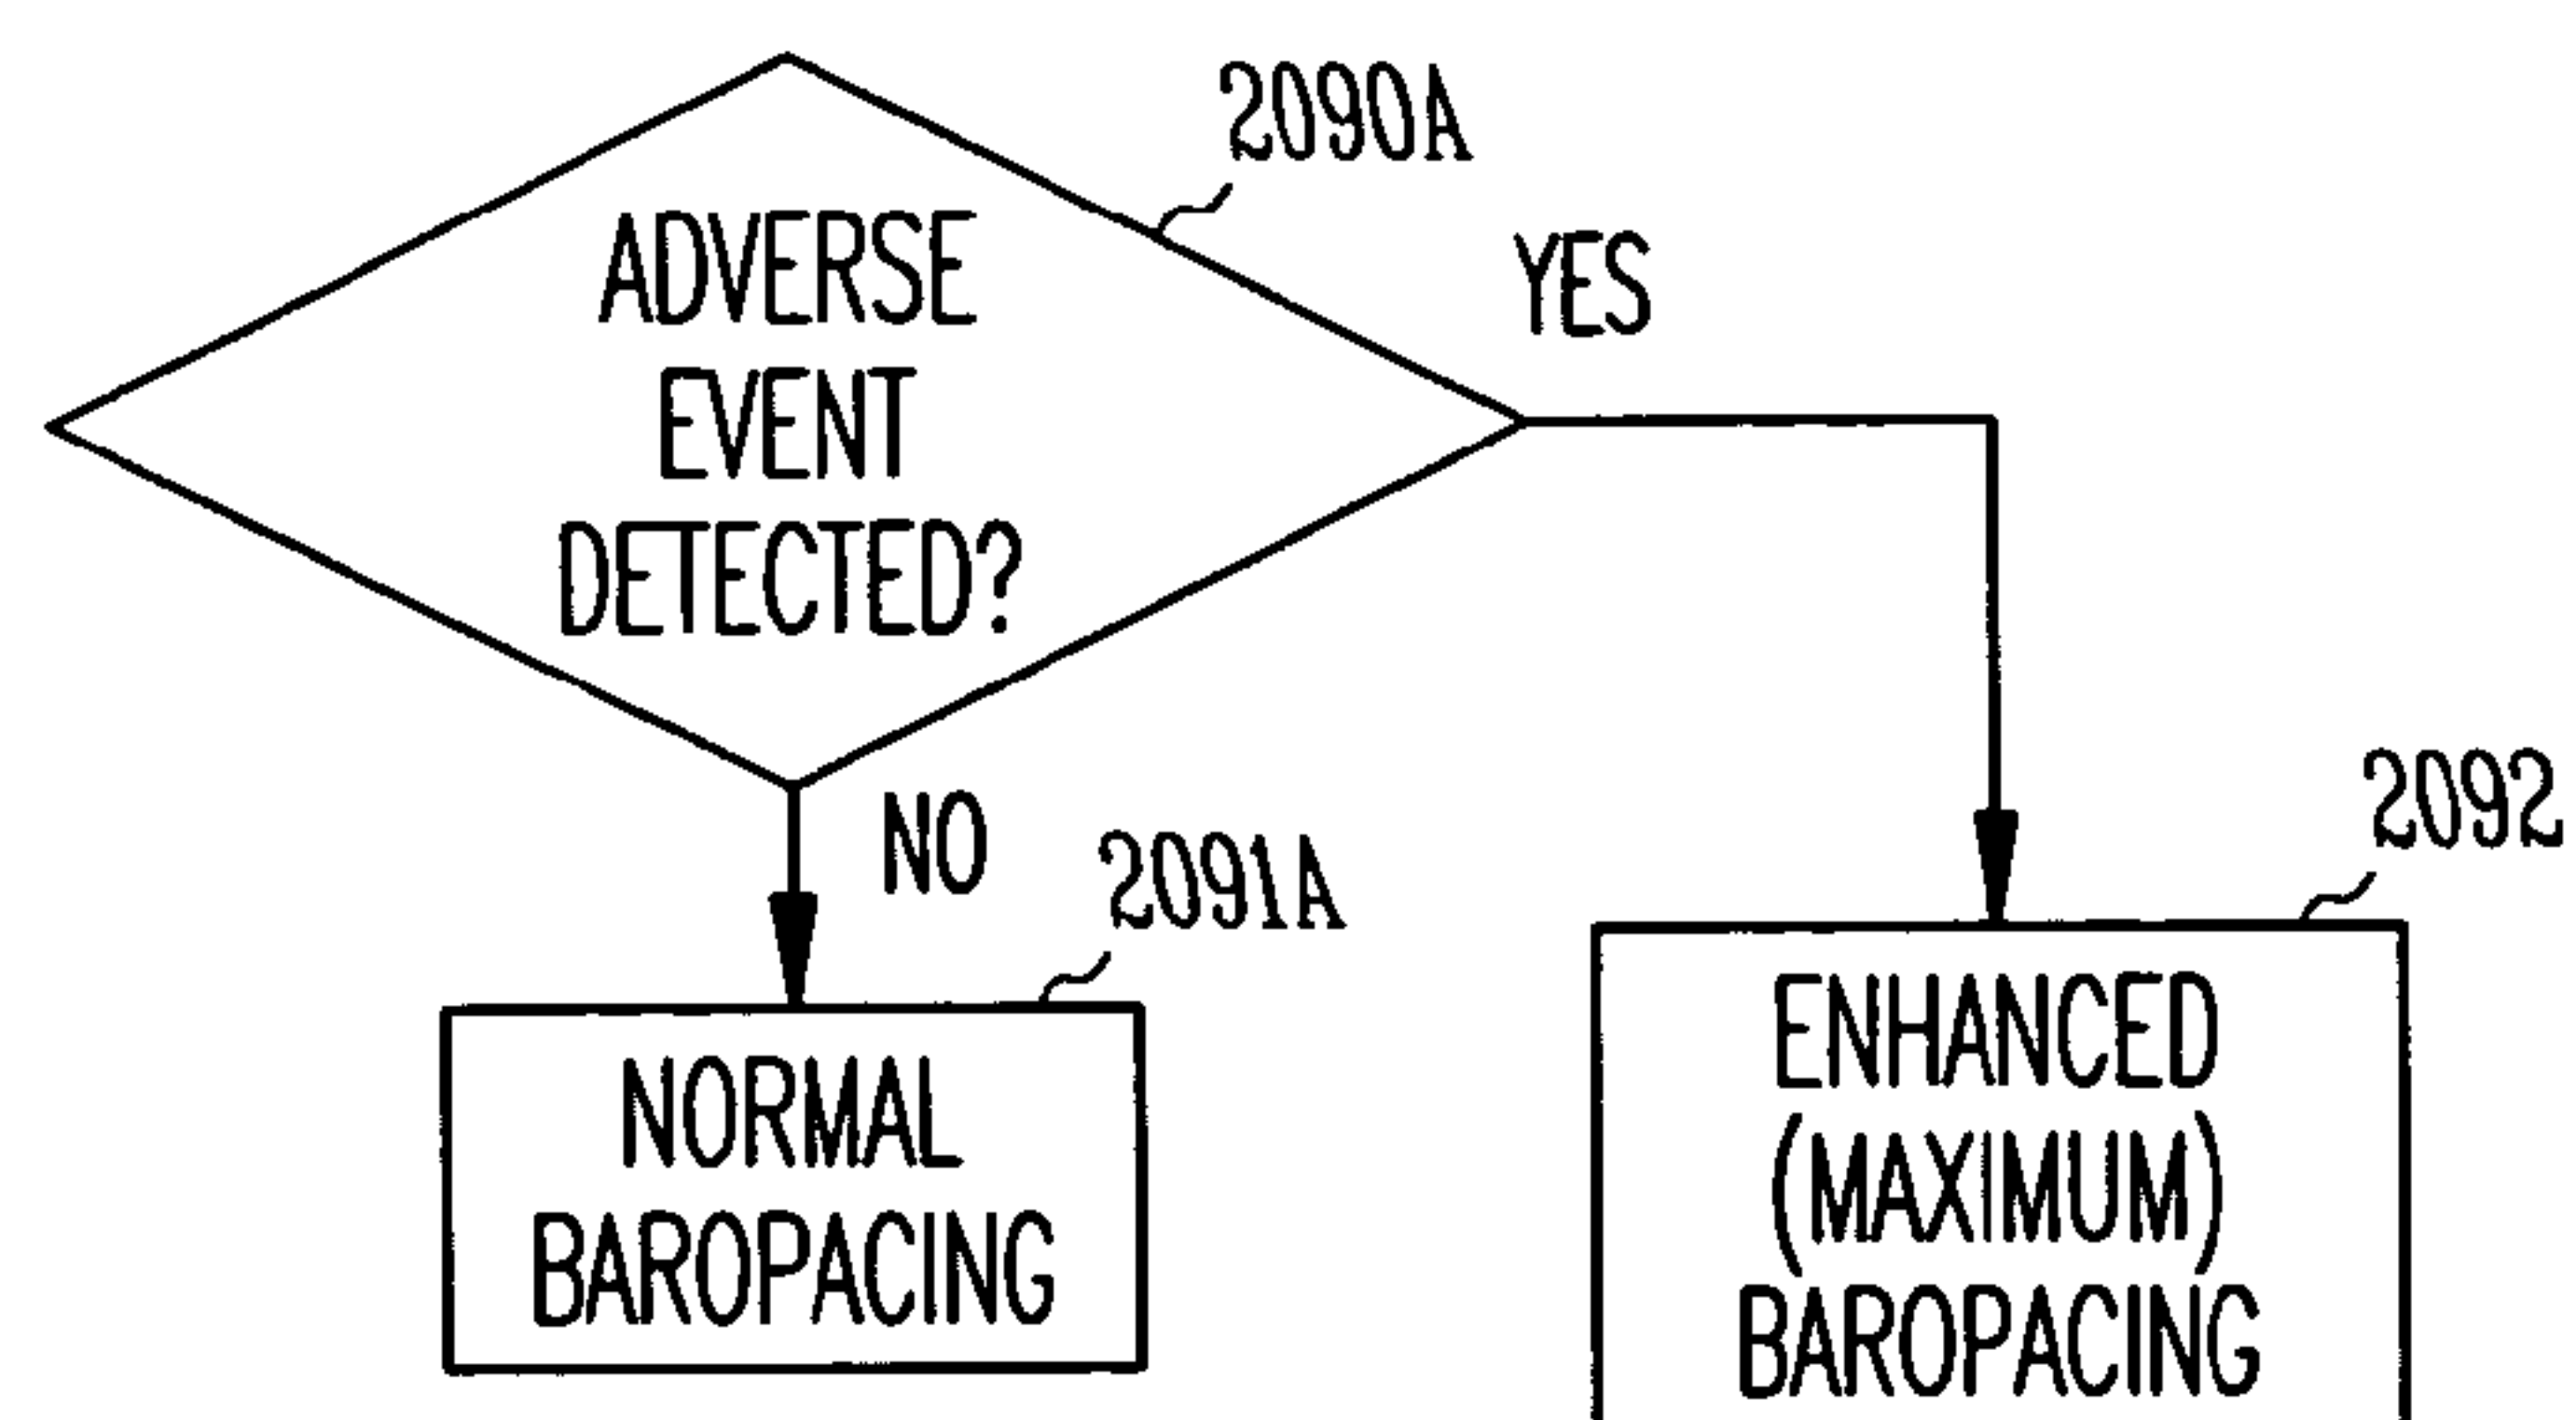 2090A
ADVERSE
EVENT
DETECTED?
YES
NO
2091A
NORMAL
BAROPACING
2092
ENHANCED
(MAXIMUM)
BAROPACING